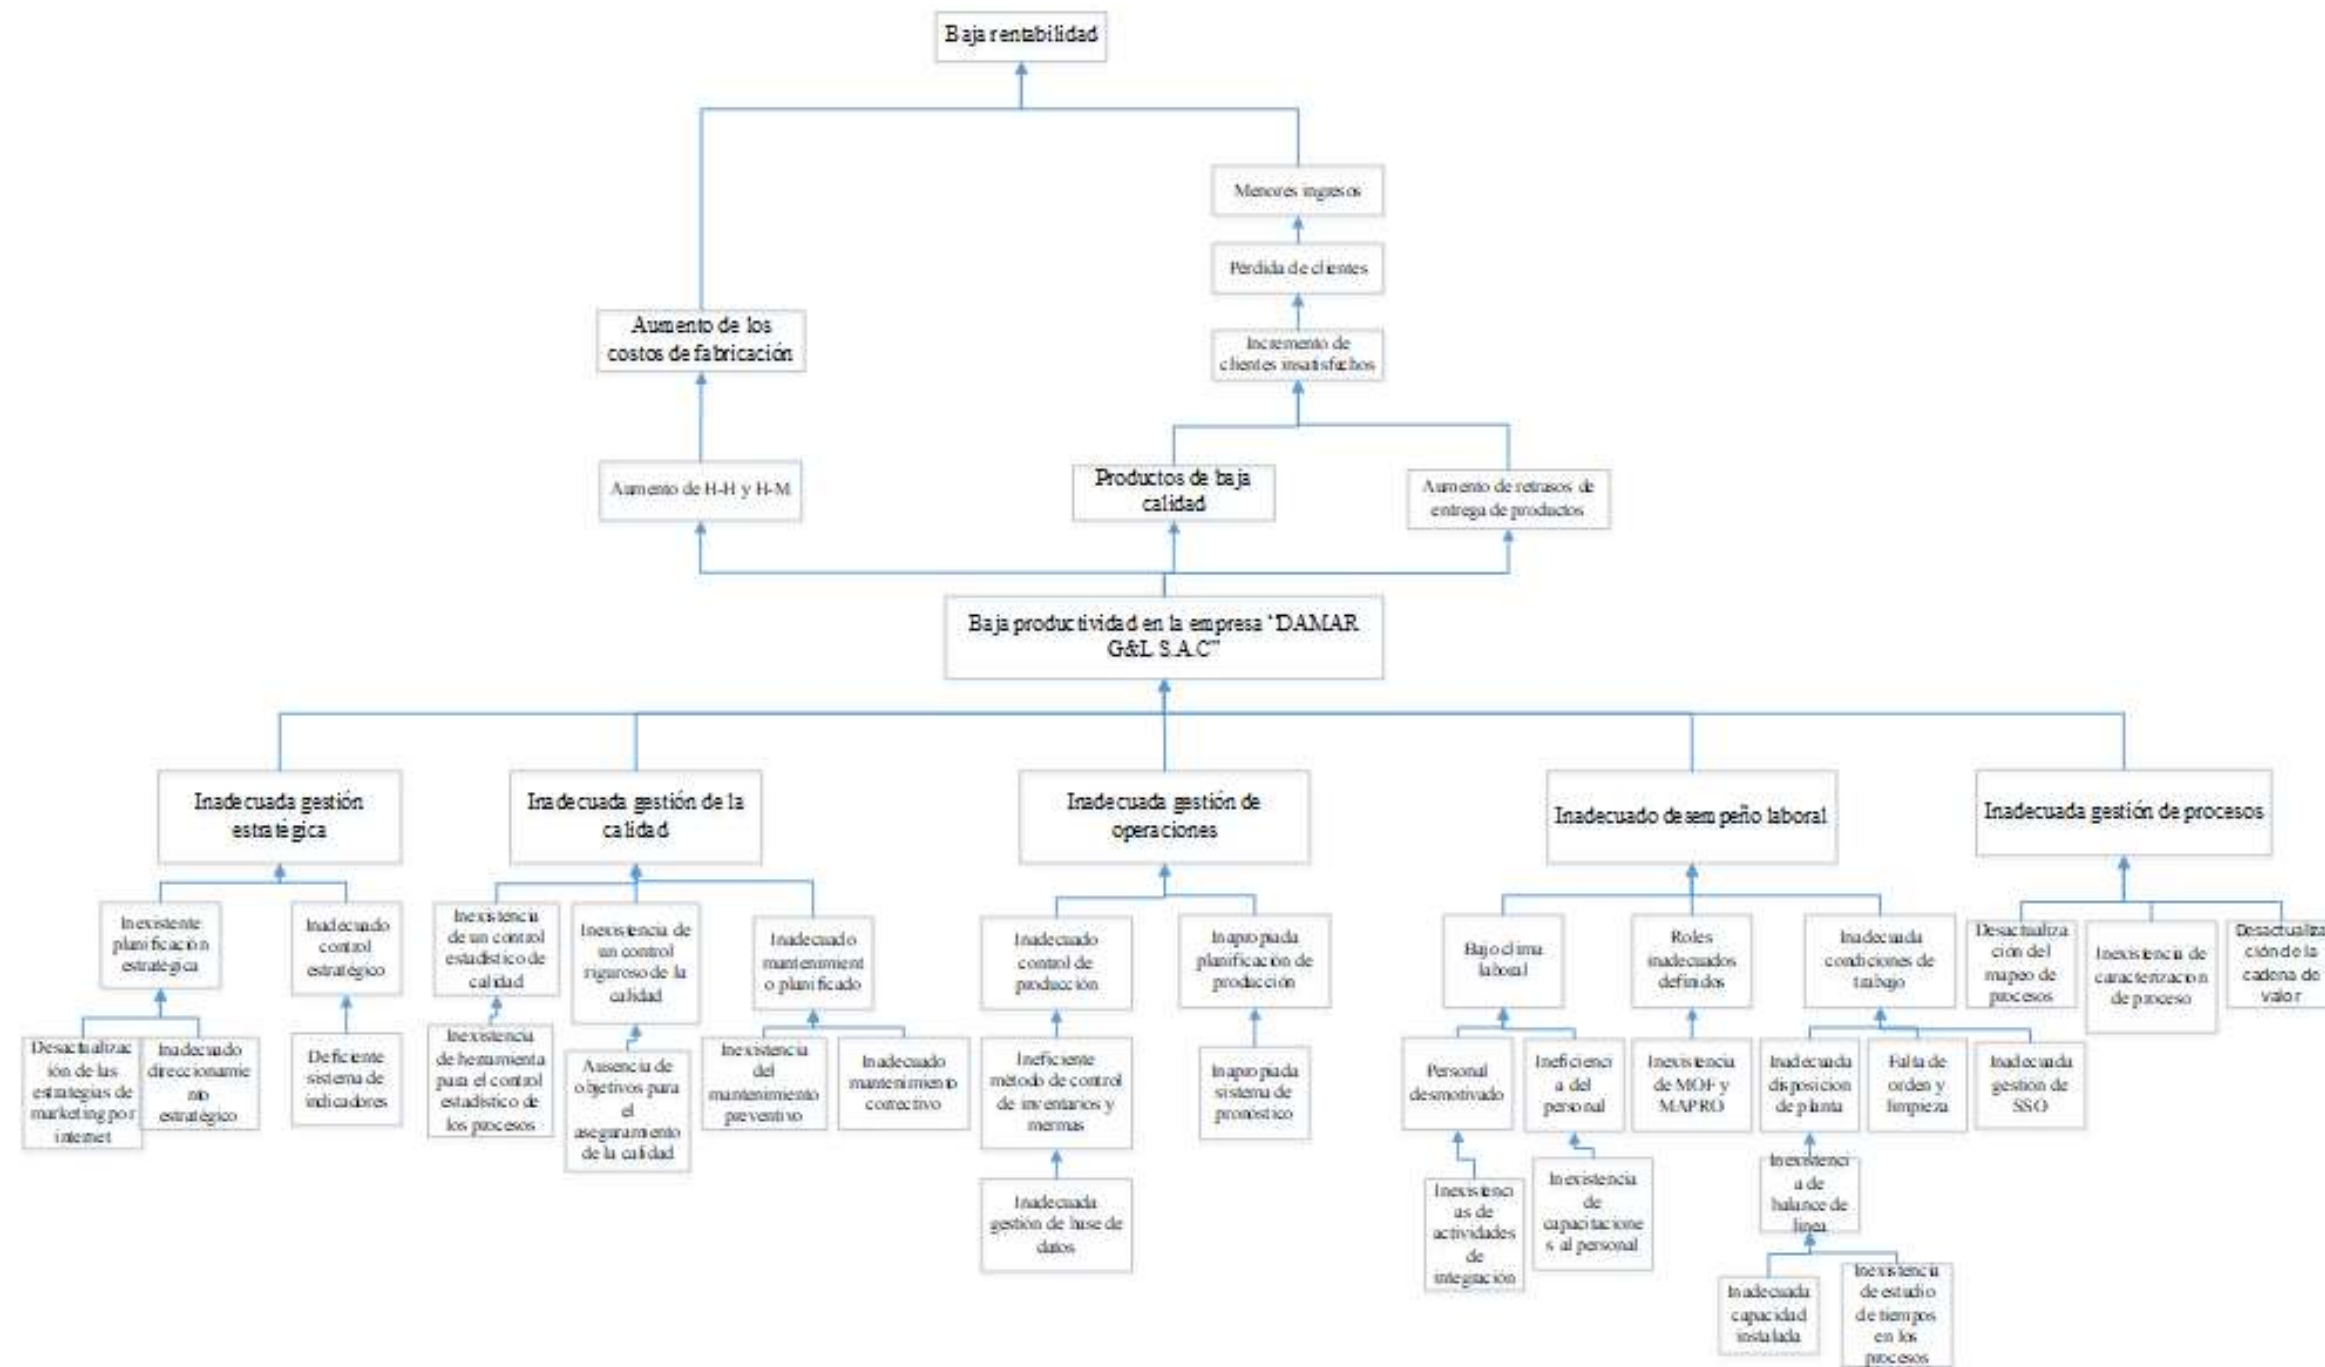 Baja rentabilidad
Menores ingresos
Pérdida de clientes
Aumento de los
costos de fabricación
Incremento de
clientes insatisfechos
Aumento de H-H y H-M
Productos de baja
calidad
Aumento de retrasos de
entrega de productos
Baja productividad en la empresa “DAMAR
G&L S.A.C”
Inadecuada gestión
estratégica
Inadecuada gestión de la
calidad
Inadecuada gestión de
operaciones
Inadecuado desempeño laboral
Inadecuada gestión de procesos
Inexistente
planificación
estratégica
Inadecuado
control
estratégico
Inexistencia
de un control
estadístico de
calidad
Inexistencia de
un control
riguroso de la
calidad
Inadecuado
mantenimient
o planificado
Inadecuado
control de
producción
Inapropiada
planificación de
producción
Bajo clima
laboral
Roles
inadecuados
definidos
Inadecuada
condiciones de
trabajo
Desactualiza
ción del
mapeo de
procesos
Inexistencia de
caracterizacion
de proceso
Desactualiza
ción de la
cadena de
valor
Desactualizac
ión de las
estrategias de
marketing por
internet
Inadecuado
direccionamie
nto
estratégico
Deficiente
sistema de
indicadores
Inexistencia
de herramienta
para el control
estadístico de
los procesos
Ausencia de
objetivos para
el
aseguramiento
de la calidad
Inexistencia
del
mantenimiento
preventivo
Inadecuado
mantenimiento
correctivo
Ineficiente
método de control
de inventarios y
mermas
Inapropiada
sistema de
pronóstico
Personal
desmotivado
Ineficienci
a del
personal
Inexistencia
de MOF y
MAPRO
Inadecuada
disposicion
de planta
Falta de
orden y
limpieza
Inadecuada
gestión de
SSO
Inadecuada
gestión de base de
datos
Inexistenci
as de
actividades
de
integración
Inexistencia
de
capacitacione
s al personal
Inexistenci
a de
balance de
linea
Inadecuada
capacidad
instalada
Inexistencia
de estudio
de tiempos
en los
procesos